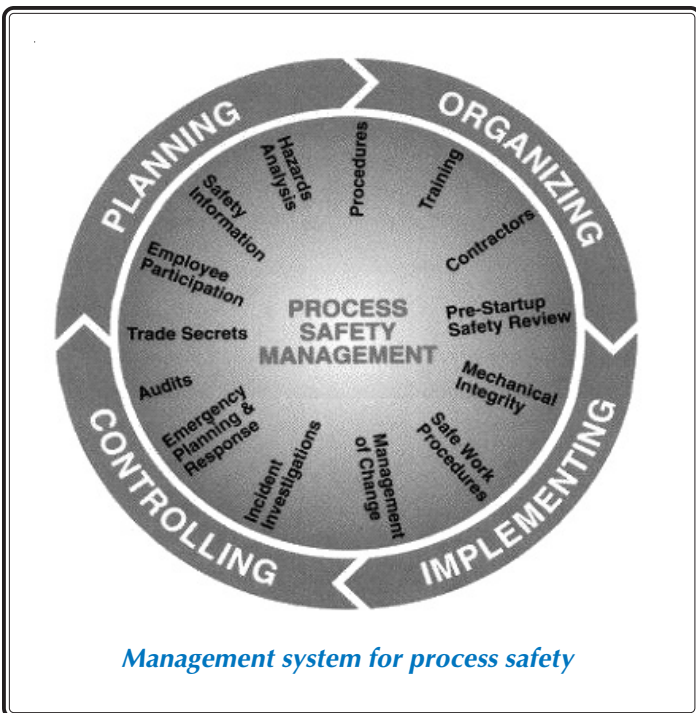 PLANNING
ORGANIZING
IMPLEMENTING
CONTROLLING
PROCESS
SAFETY
MANAGEMENT
Procedures
Training
Contractors
Pre-Startup
Safety Review
Mechanical
Integrity
Safe Work
Procedures
Management
of Change
Incident
Investigations
Emergency
Planning &
Response
Audits
Trade Secrets
Employee
Participation
Safety
Information
Hazards
Analysis
Management system for process safety